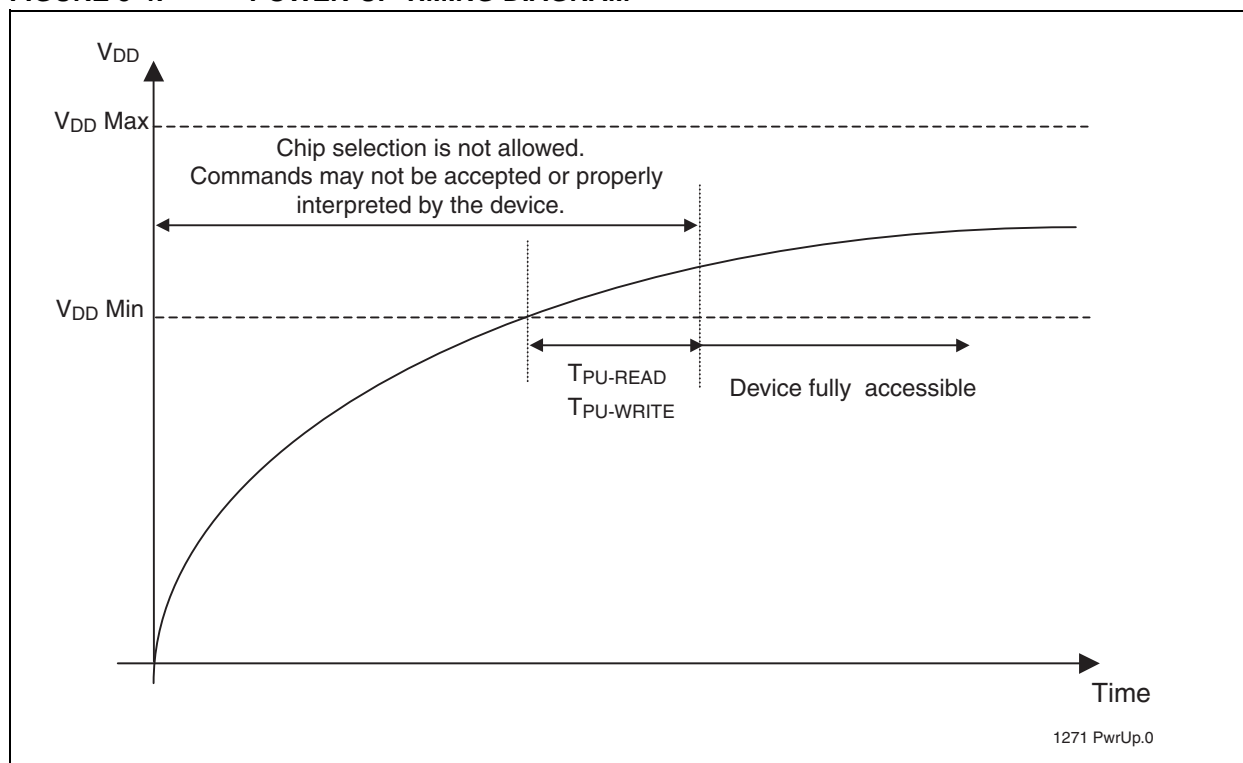 VDD
VDD Max
Chip selection is not allowed.
Commands may not be accepted or properly
interpreted by the device.
VDD Min
TPU-READ
TPU-WRITE
Device fully accessible
Time
1271 PwrUp.0